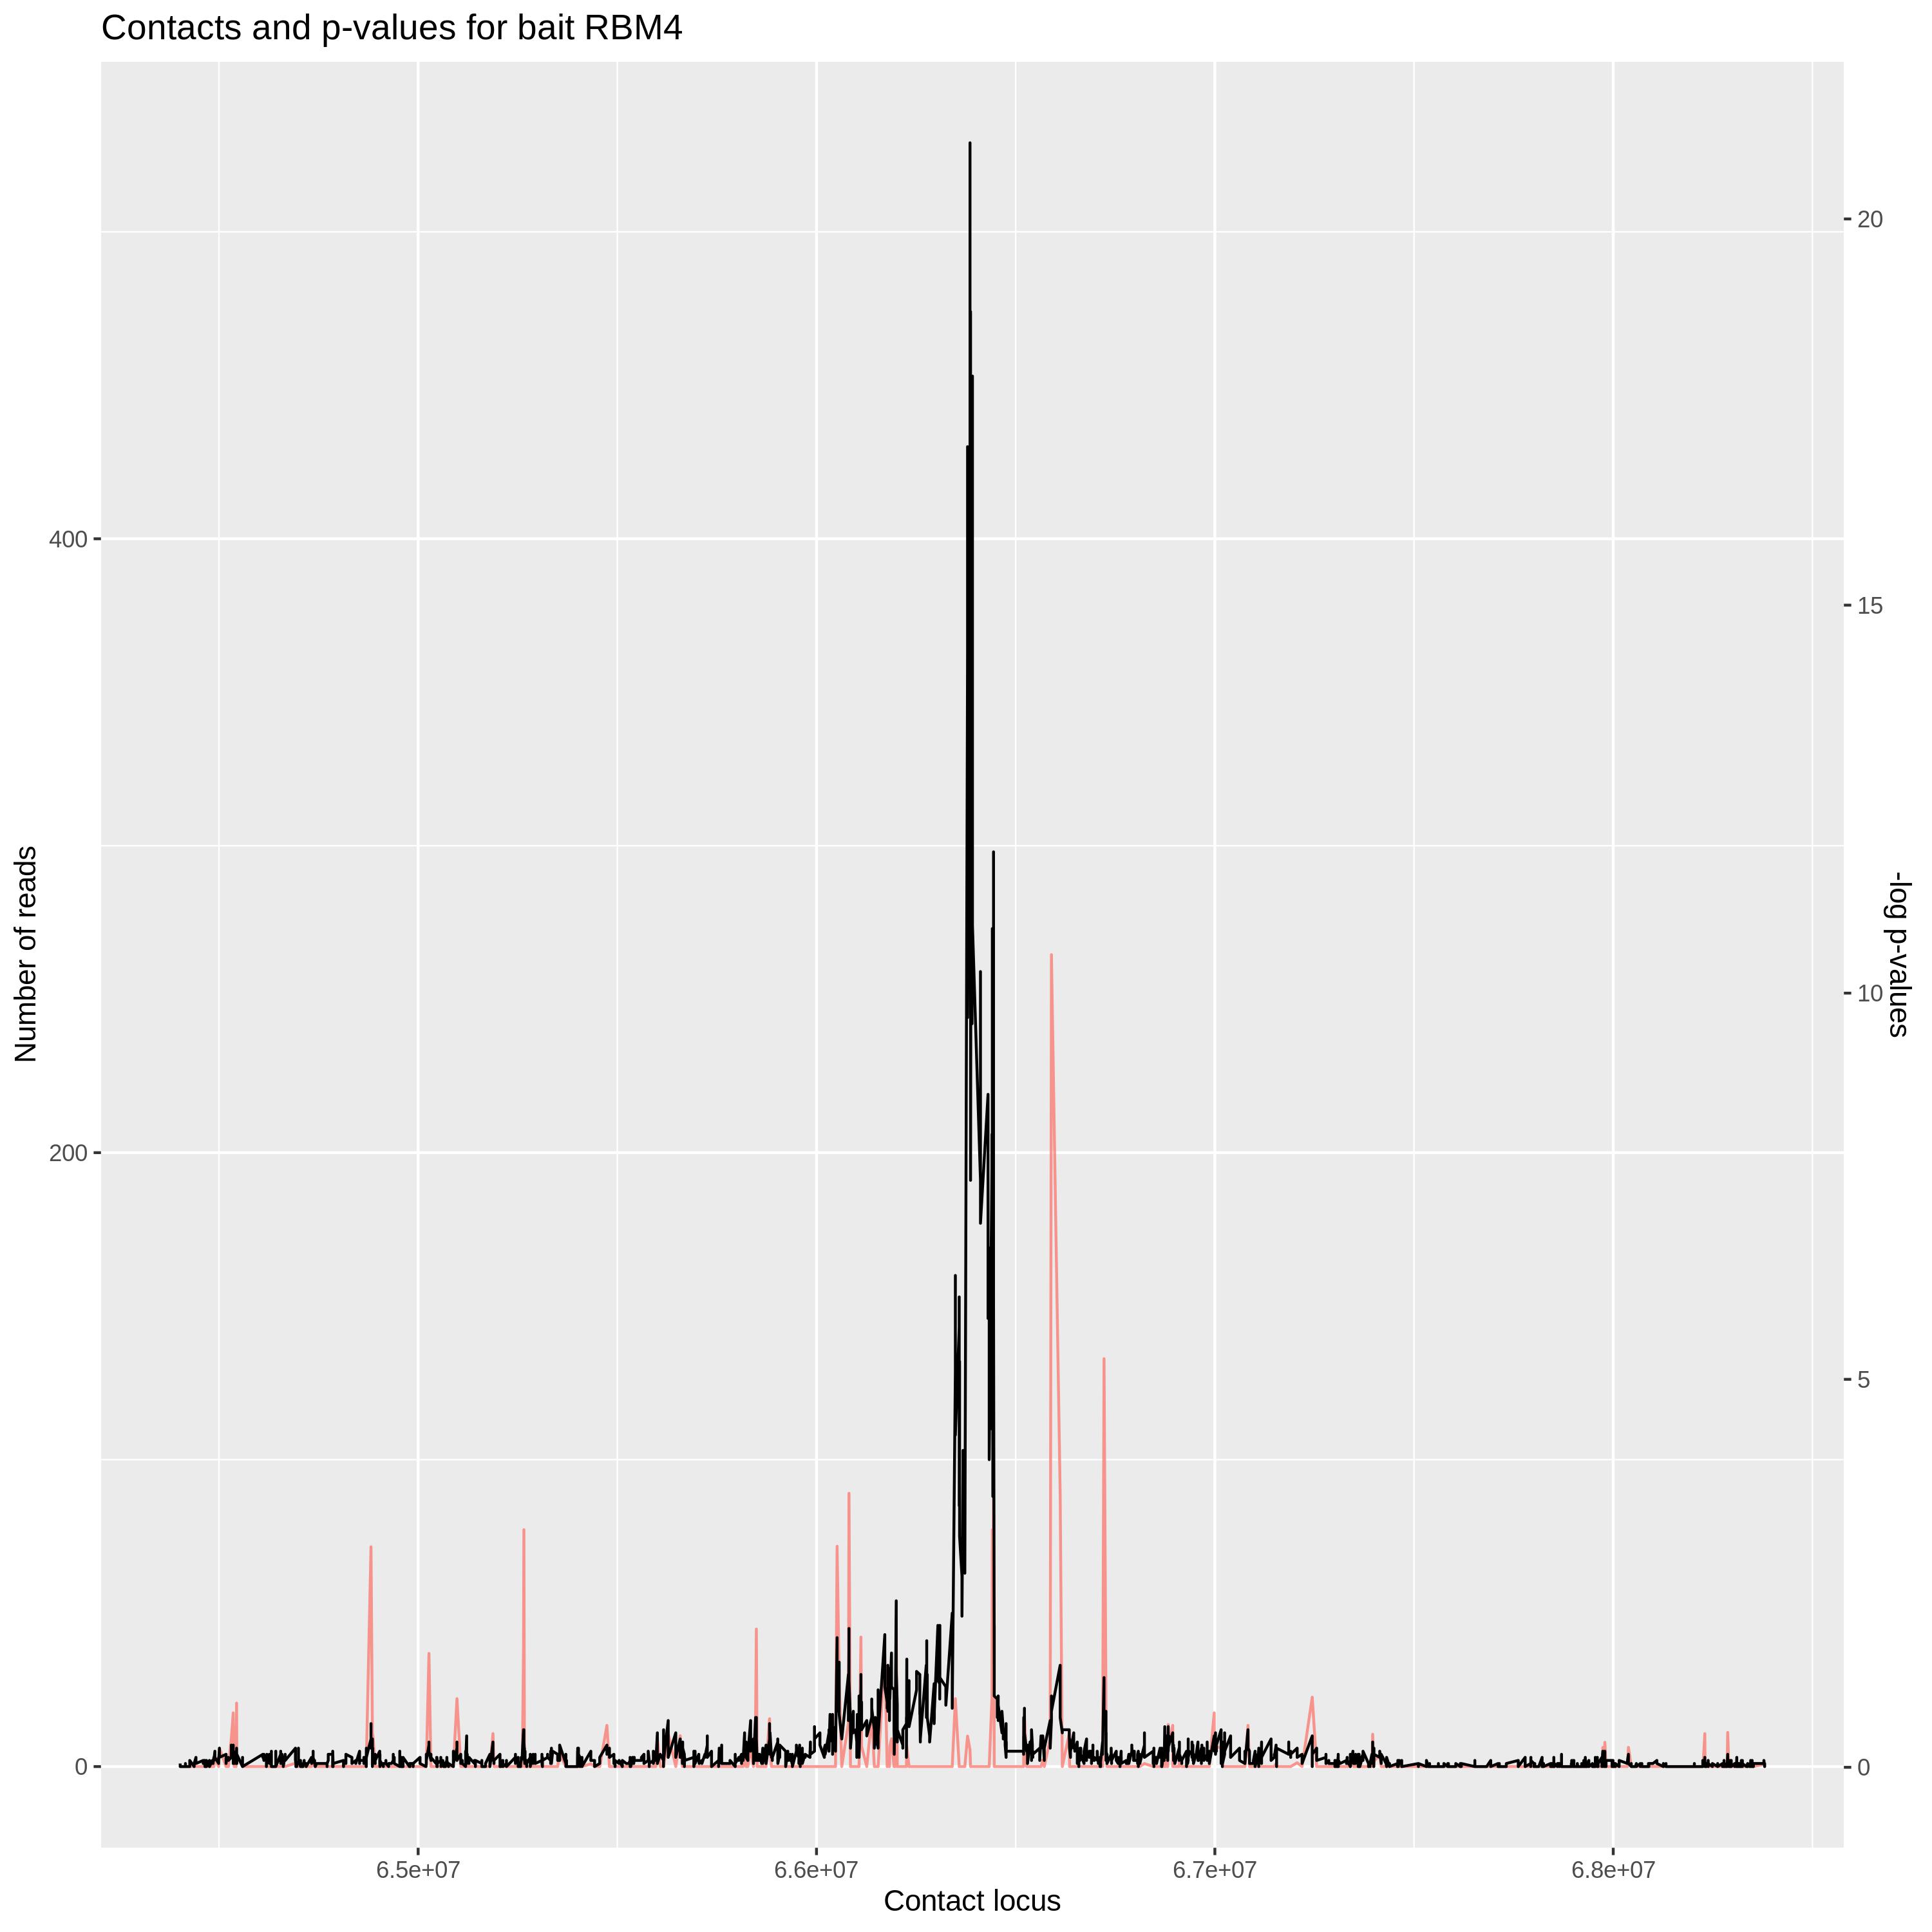 Contacts and p-values for bait RBM4
Number of reads
400
200
0
20
15
10
5
0
-log p-values
6.5e+07
6.6e+07
6.7e+07
6.8e+07
Contact locus